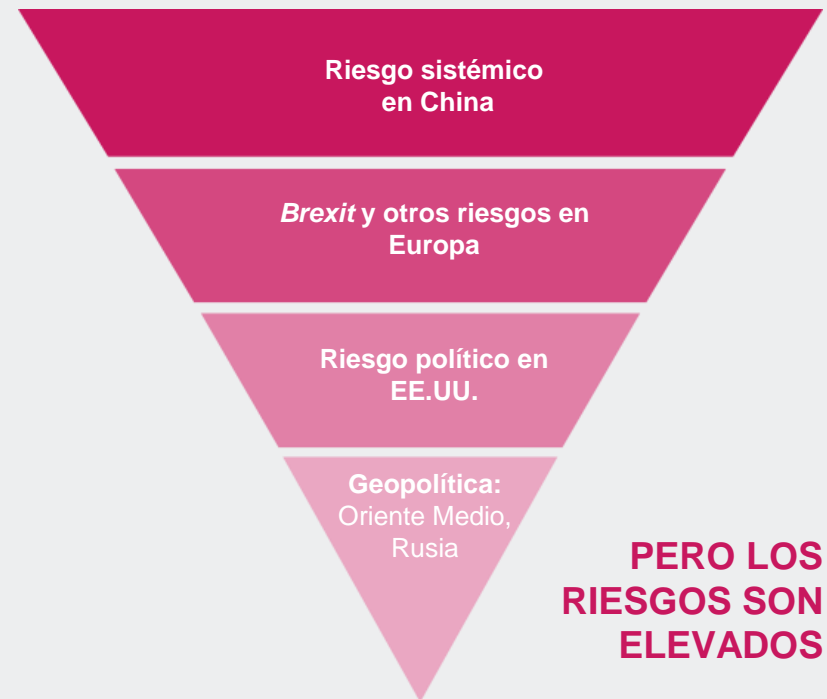 Riesgo sistémico
en China
Brexit y otros riesgos en
Europa
Riesgo político en
EE.UU.
Geopolítica:
Oriente Medio,
Rusia
PERO LOS
RIESGOS SON
ELEVADOS